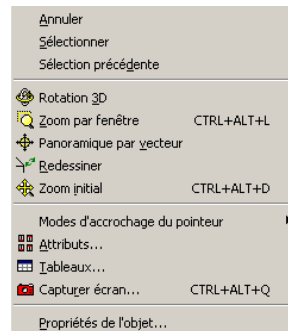 Annuler
Sélectionner
Sélection précédente
Rotation 3D
Zoom par fenêtre CTRL+ALT+L
Panoramique par vecteur
Redessiner
Zoom initial CTRL+ALT+D
Modes d'accrochage du pointeur
Attributs...
Tableaux...
Capturer écran... CTRL+ALT+Q
Propriétés de l'objet...